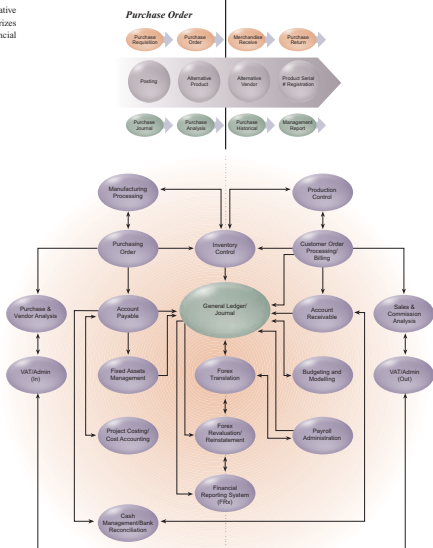 ative
rizes
ncial
Purchase Order
Purchase
Requisition
Purchase
Order
Merchandise
Receive
Purchase
Return
Posting
Alternative
Product
Alternative
Vendor
Product Serial
# Registration
Purchase
Journal
Purchase
Analysis
Purchase
Historical
Management
Report
Manufacturing
Processing
Production
Control
Purchasing
Order
Inventory
Control
Customer Order
Processing/
Billing
Purchase &
Vendor Analysis
Account
Payable
General Ledger/
Journal
Account
Receivable
Sales &
Commission
Analysis
VAT/Admin
(In)
Fixed Assets
Management
Forex
Translation
Budgeting and
Modelling
VAT/Admin
(Out)
Project Costing/
Cost Accounting
Forex
Revaluation/
Reinstatement
Payroll
Administration
Financial
Reporting System
(FRx)
Cash
Management/Bank
Reconciliation